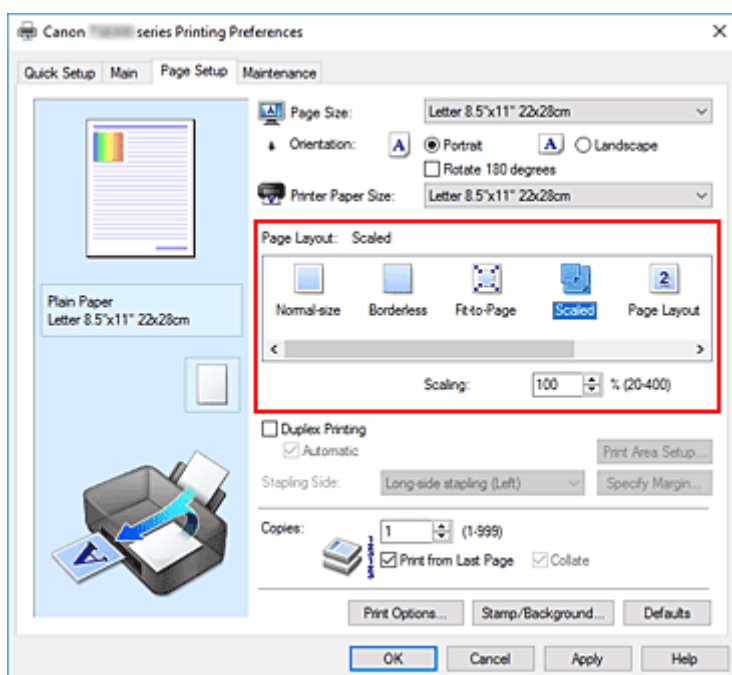 Canon series Printing Preferences
Quick Setup Main Page Setup Maintenance
Page Size: Letter 8.5"x11" 22x28cm
Orientation: A Portrait A Landscape
Rotate 180 degrees
Printer Paper Size: Letter 8.5"x11" 22x28cm
Page Layout: Scaled
2
Normal-size Borderless Fit-to-Page Scaled Page Layout
Scaling: 100 % (20-400)
Plain Paper
Letter 8.5"x11" 22x28cm
Duplex Printing
Automatic Print Area Setup...
Stapling Side: Long-side stapling (Left) Specify Margin...
Copies: 1 (1-999)
Print from Last Page Collate
A
Print Options... Stamp/Background... Defaults
OK Cancel Apply Help